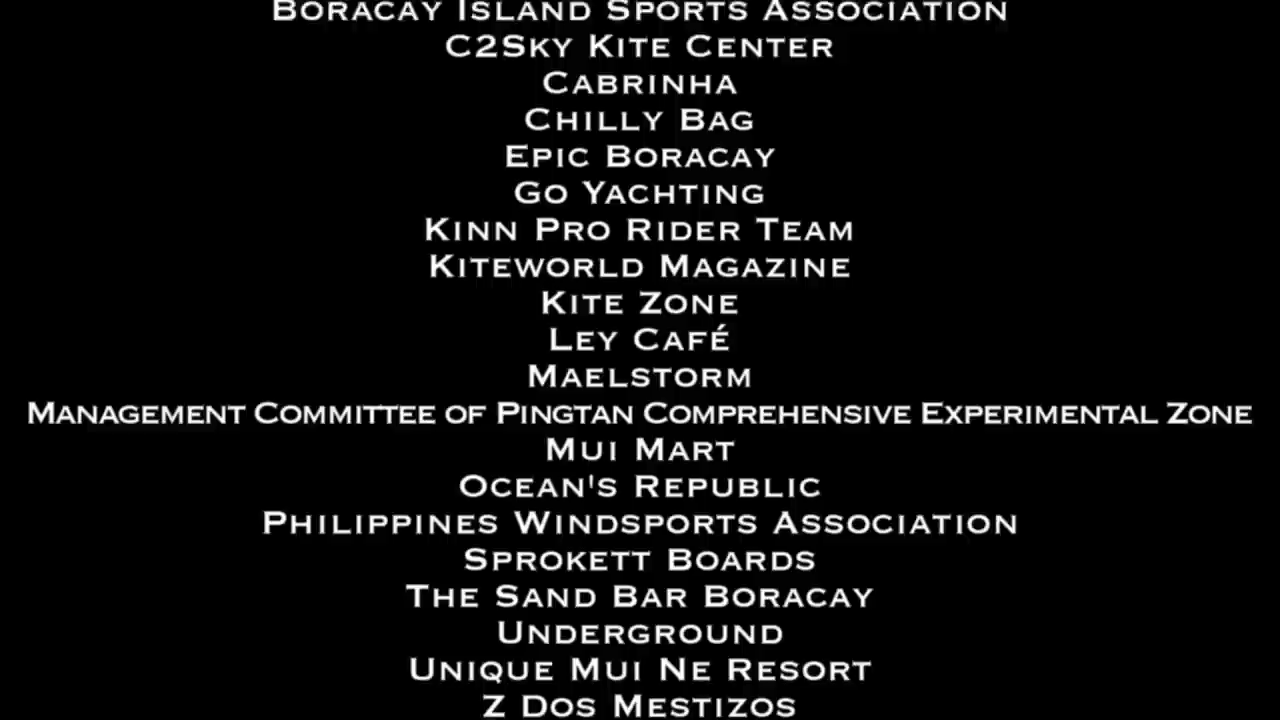 Boracay Island Sports Association
C2Sky Kite Center
Cabrinha
Chilly Bag
Epic Boracay
Go Yachting
Kinn Pro Rider Team
Kiteworld Magazine
Kite Zone
Ley Café
Maelstorm
Management Committee of Pingtan Comprehensive Experimental Zone
Mui Mart
Ocean's Republic
Philippines Windsports Association
Sprokett Boards
The Sand Bar Boracay
Underground
Unique Mui Ne Resort
Z Dos Mestizos